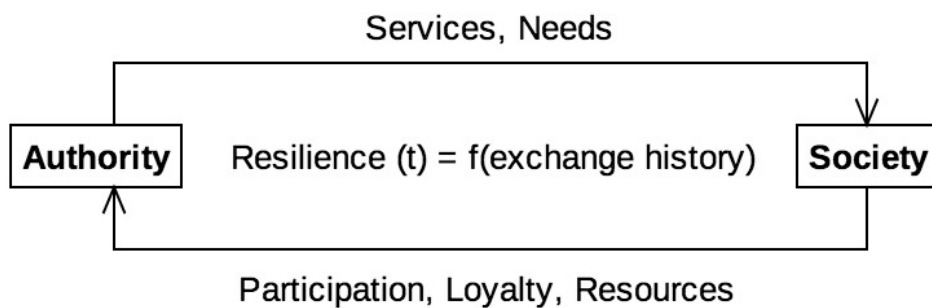 Services, Needs
Authority
Resilience (t) = f(exchange history)
Society
Participation, Loyalty, Resources